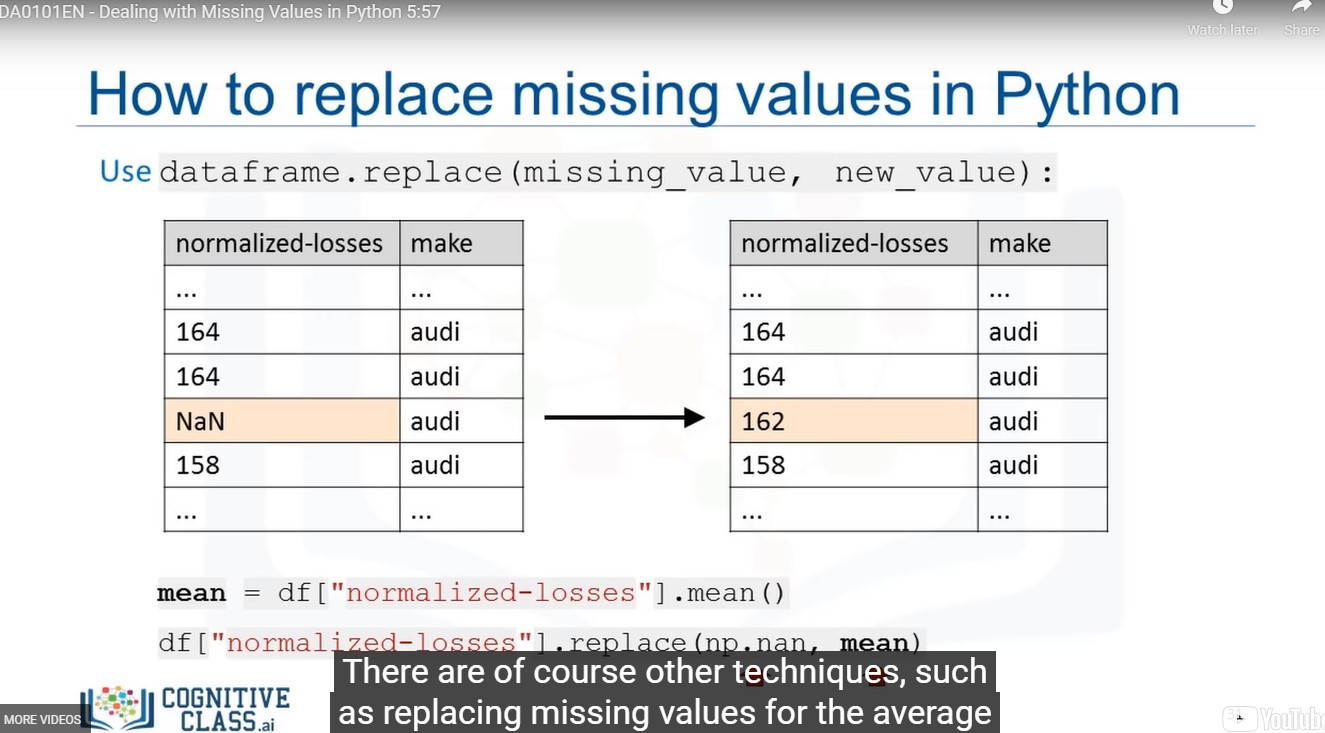 DA0101EN - Dealing with Missing Values in Python 5:57
Watch later Share
How to replace missing values in Python
Use dataframe.replace(missing_value, new_value):
normalized-losses make
... ...
164 audi
164 audi
NaN audi
158 audi
... ...
normalized-losses make
... ...
164 audi
164 audi
162 audi
158 audi
... ...
mean = df["normalized-losses"].mean()
df["normalized-losses"].replace(np.nan, mean)
There are of course other techniques, such
as replacing missing values for the average
MORE VIDEOS
COGNITIVE
CLASS.ai
YouTube